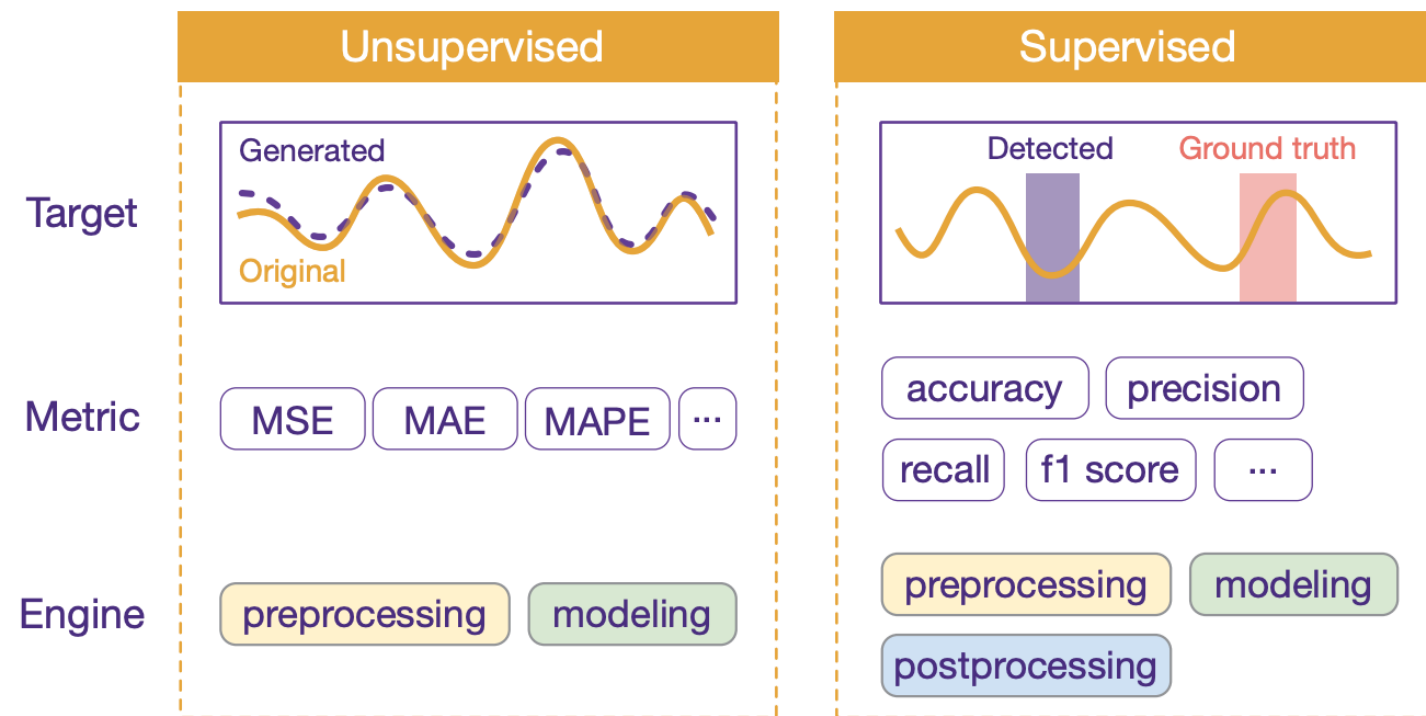 Unsupervised
Supervised
Target
Generated
Original
Detected
Ground truth
Metric
MSE
MAE
MAPE
...
accuracy
precision
recall
f1 score
...
Engine
preprocessing
modeling
preprocessing
modeling
postprocessing